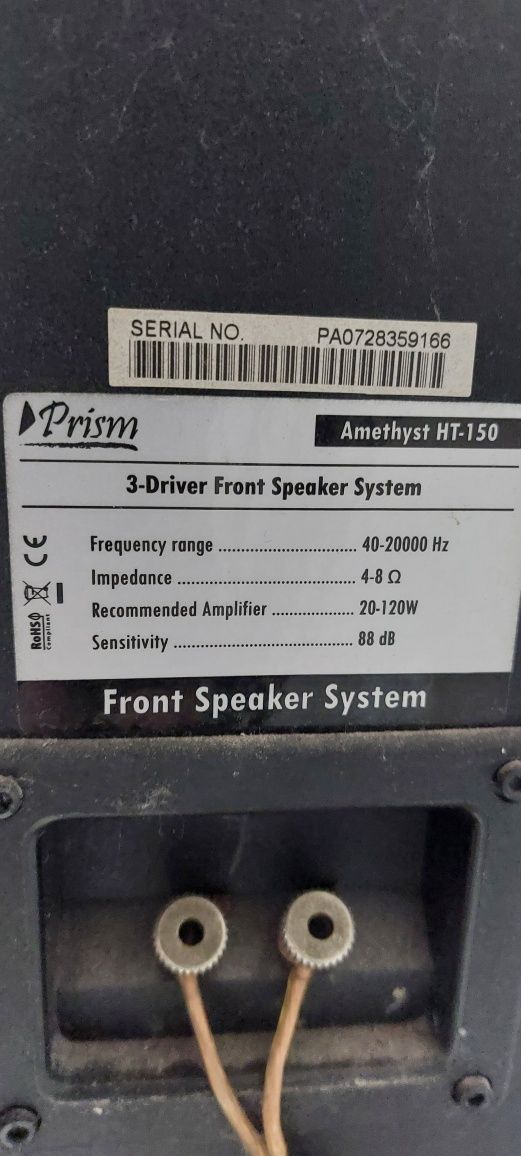 SERIAL NO. PA0728359166
Prism Amethyst HT-150
3-Driver Front Speaker System
Frequency range .............................. 40-20000 Hz
Impedance ....................................... 4-8 Ω
Recommended Amplifier .................. 20-120W
Sensitivity ....................................... 88 dB
CE
RoHS
Compliant
Front Speaker System